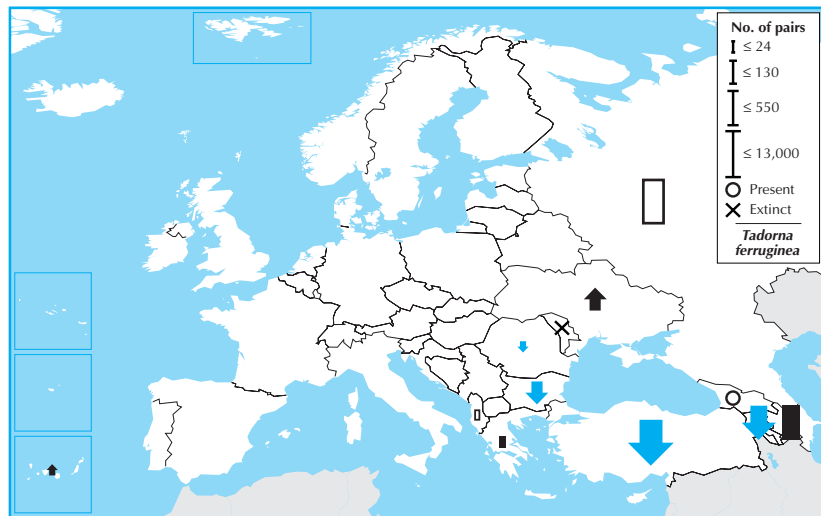 No. of pairs
≤ 24
≤ 130
≤ 550
≤ 13,000
Present
Extinct
Tadorna
ferruginea